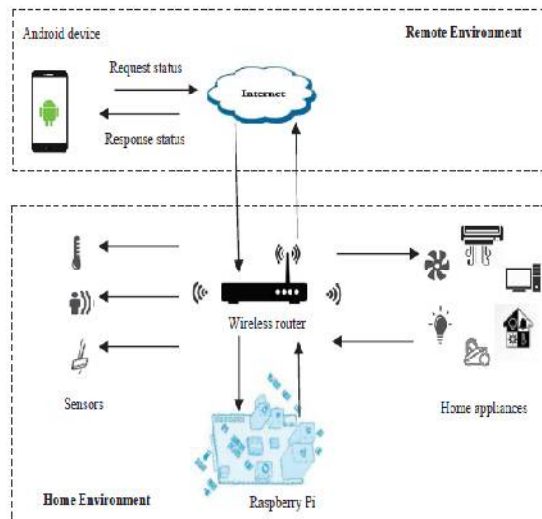 Android device
Remote Environment
Request status
Internet
Response status
Wireless router
Sensors
Home appliances
Home Environment
Raspberry Pi